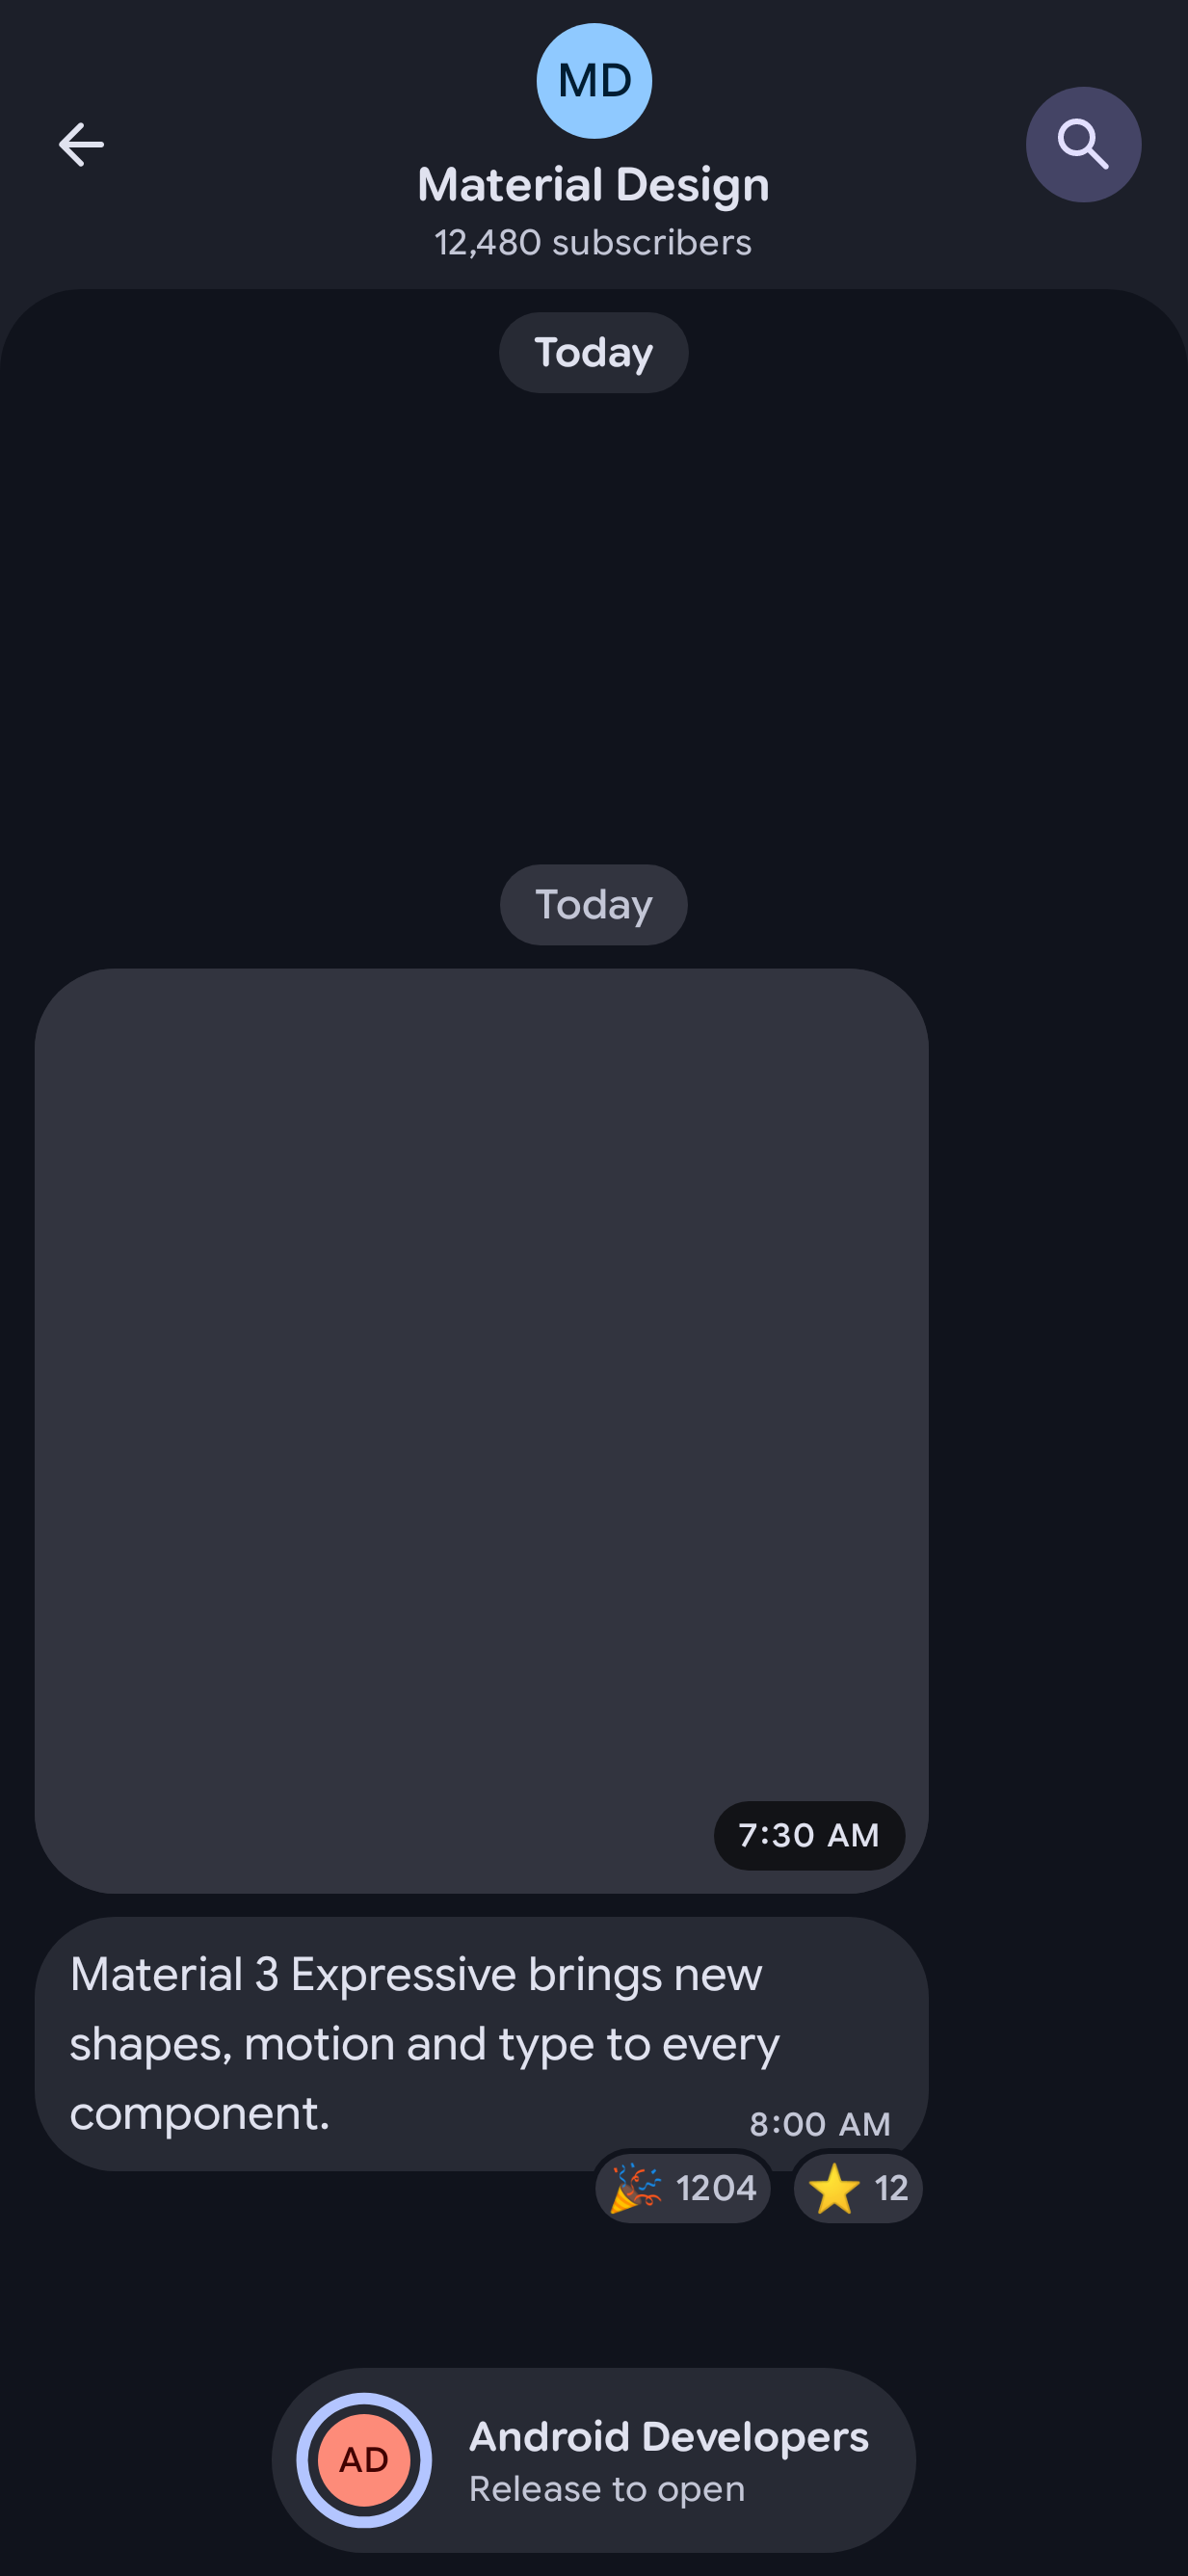 MD
Material Design
12,480 subscribers
Today
Today
7:30 AM
Material 3 Expressive brings new
shapes, motion and type to every
component.
8:00 AM
🎉 1204 ⭐ 12
AD
Android Developers
Release to open